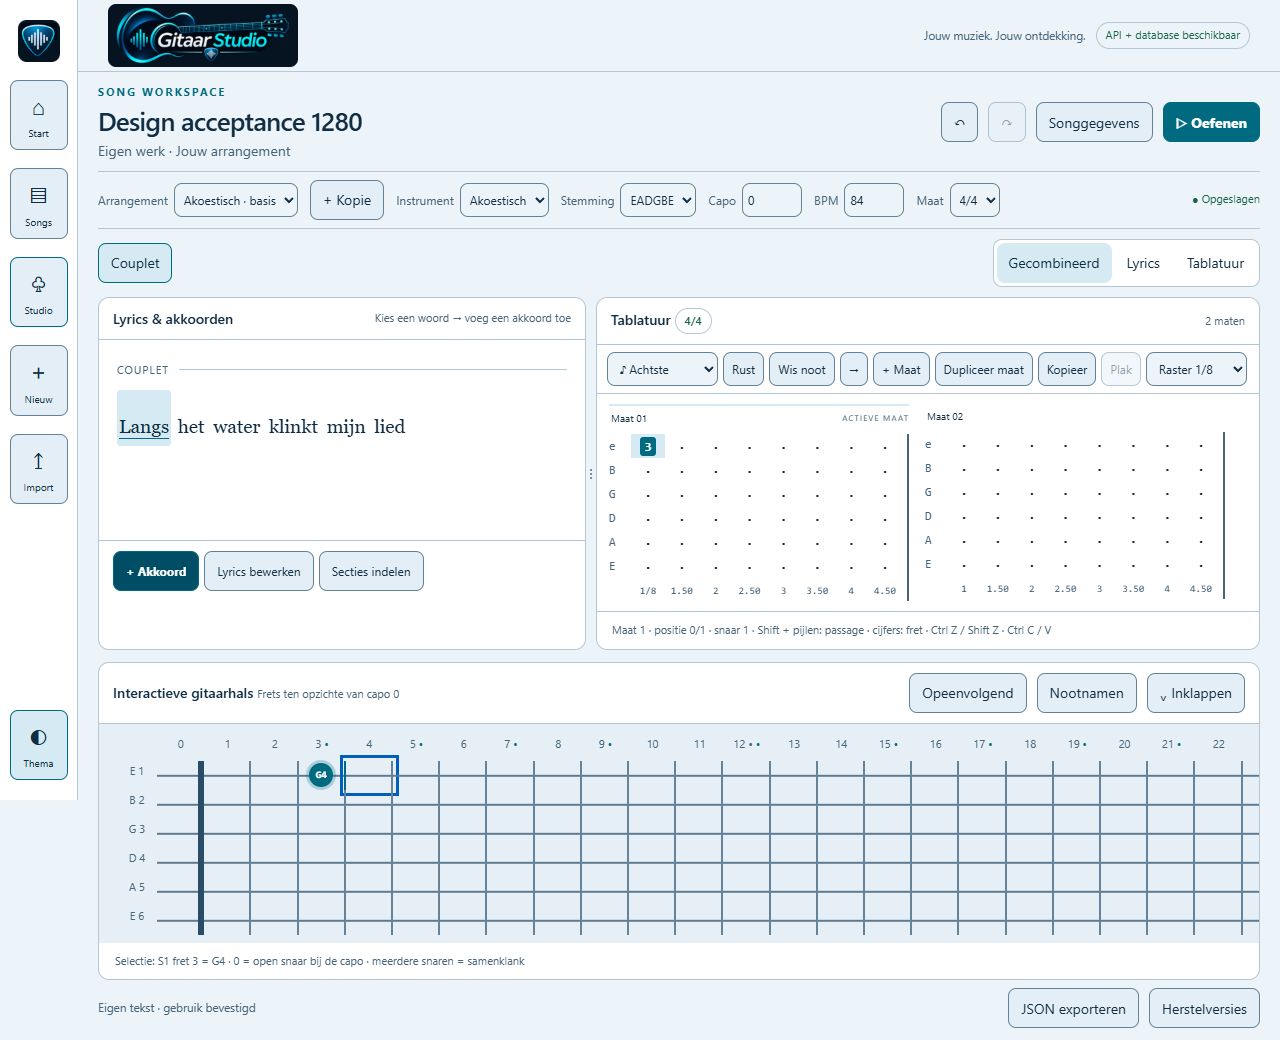 GitaarStudio
Jouw muziek. Jouw ontdekking.
API + database beschikbaar
Start
Songs
Studio
Nieuw
Import
Thema
SONG WORKSPACE
Design acceptance 1280
Eigen werk · Jouw arrangement
Songgegevens
▷ Oefenen
Arrangement
Akoestisch · basis
+ Kopie
Instrument
Akoestisch
Stemming
EADGBE
Capo
0
BPM
84
Maat
4/4
● Opgeslagen
Couplet
Gecombineerd
Lyrics
Tablatuur
Lyrics & akkoorden
Kies een woord → voeg een akkoord toe
COUPLET
Langs het water klinkt mijn lied
+ Akkoord
Lyrics bewerken
Secties indelen
Tablatuur
4/4
2 maten
♪ Achtste
Rust
Wis noot
→
+ Maat
Dupliceer maat
Kopieer
Plak
Raster 1/8
Maat 01
ACTIEVE MAAT
e 3 . . . . . . .
B . . . . . . . .
G . . . . . . . .
D . . . . . . . .
A . . . . . . . .
E . . . . . . . .
1/8 1.50 2 2.50 3 3.50 4 4.50
Maat 02
e . . . . . . . .
B . . . . . . . .
G . . . . . . . .
D . . . . . . . .
A . . . . . . . .
E . . . . . . . .
1 1.50 2 2.50 3 3.50 4 4.50
Maat 1 · positie 0/1 · snaar 1 · Shift + pijlen: passage · cijfers: fret · Ctrl Z / Shift Z · Ctrl C / V
Interactieve gitaarhals Frets ten opzichte van capo 0
Opeenvolgend
Nootnamen
˅ Inklappen
0 1 2 3 • 4 5 • 6 7 • 8 9 • 10 11 12 • • 13 14 15 • 16 17 • 18 19 • 20 21 • 22
E 1
G4
B 2
G 3
D 4
A 5
E 6
Selectie: S1 fret 3 = G4 · 0 = open snaar bij de capo · meerdere snaren = samenklank
Eigen tekst · gebruik bevestigd
JSON exporteren
Herstelversies